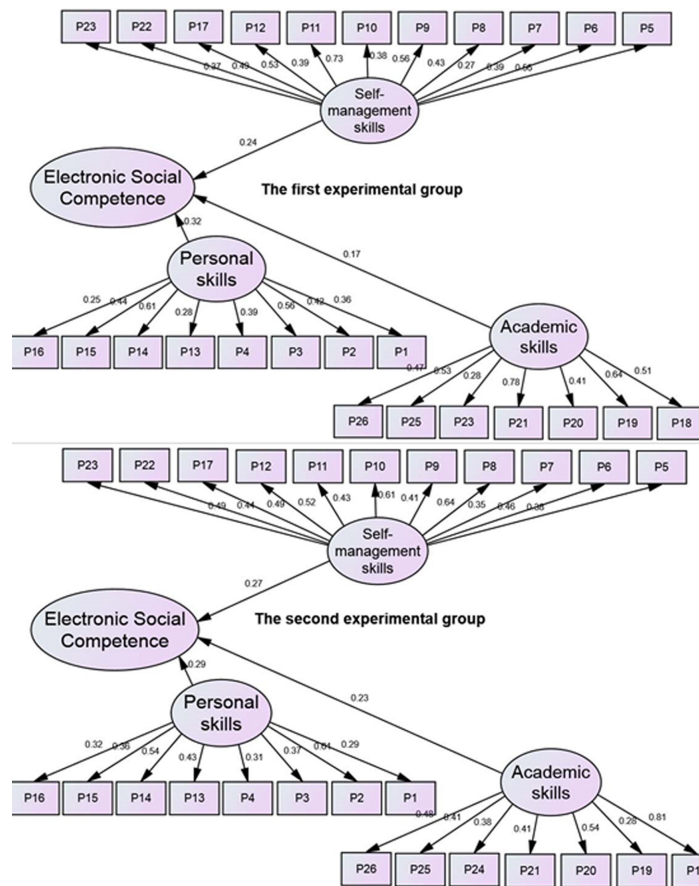 P23 P22 P17 P12 P11 P10 P9 P8 P7 P6 P5
0.37 0.49 0.53 0.39 0.73 0.38 0.56 0.43 0.27 0.39
Self-
management
skills
0.24
Electronic Social
Competence
The first experimental group
0.32
0.17
Personal
skills
0.25 0.44 0.61 0.28 0.39 0.56 0.42 0.36
P16 P15 P14 P13 P4 P3 P2 P1
Academic
skills
0.47 0.53 0.28 0.78 0.41 0.64 0.51
P26 P25 P23 P21 P20 P19 P18
P23 P22 P17 P12 P11 P10 P9 P8 P7 P6 P5
0.49 0.44 0.49 0.52 0.43 0.61 0.41 0.64 0.35 0.46 0.38
Self-
management
skills
0.27
Electronic Social
Competence
The second experimental group
0.29
0.23
Personal
skills
0.32 0.36 0.54 0.43 0.31 0.37 0.61 0.29
P16 P15 P14 P13 P4 P3 P2 P1
Academic
skills
0.48 0.41 0.38 0.41 0.54 0.28 0.81
P26 P25 P24 P21 P20 P19 P1